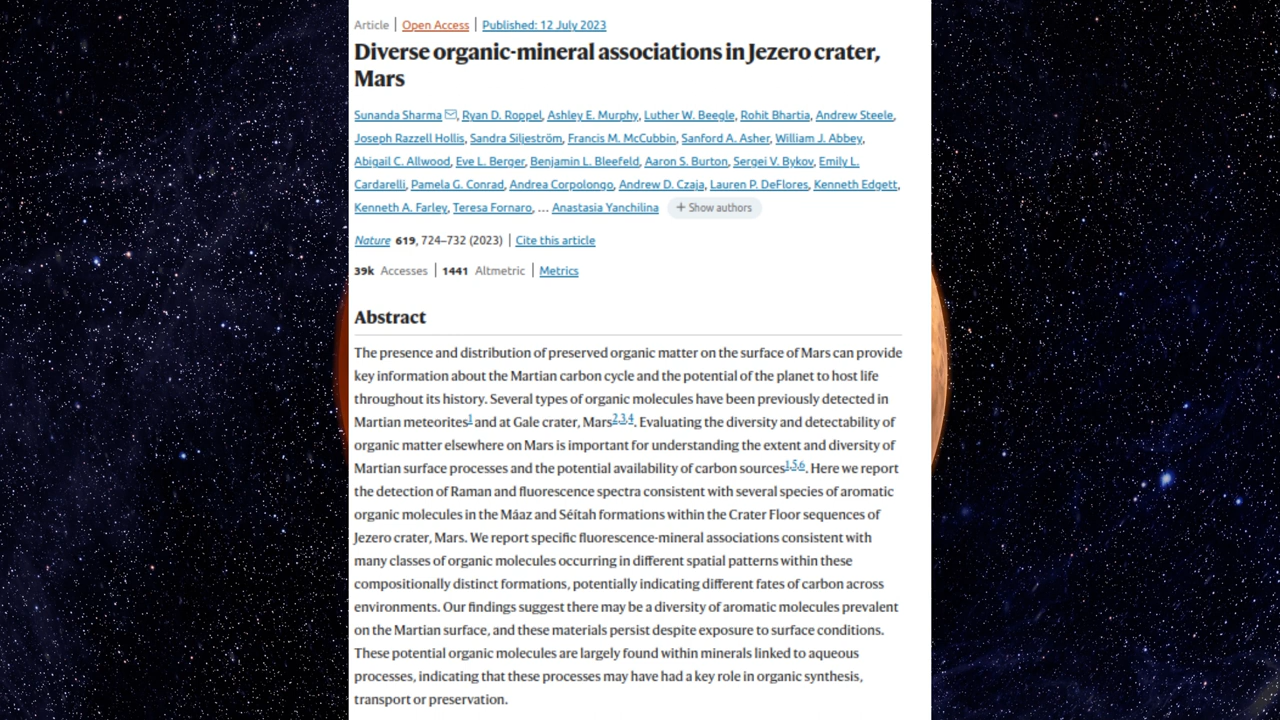 Article | Open Access | Published: 12 July 2023
Diverse organic-mineral associations in Jezero crater,
Mars
Sunanda Sharma, Ryan D. Roppel, Ashley E. Murphy, Luther W. Beegle, Rohit Bhartia, Andrew Steele,
Joseph Razzell Hollis, Sandra Siljeström, Francis M. McCubbin, Sanford A. Asher, William J. Abbey,
Abigail C. Allwood, Eve L. Berger, Benjamin L. Bleefeld, Aaron S. Burton, Sergei V. Bykov, Emily L.
Cardarelli, Pamela G. Conrad, Andrea Corpolongo, Andrew D. Czaja, Lauren P. DeFlores, Kenneth Edgett,
Kenneth A. Farley, Teresa Fornaro, … Anastasia Yanchilina + Show authors
Nature 619, 724–732 (2023) | Cite this article
39k Accesses | 1441 Altmetric | Metrics
Abstract
The presence and distribution of preserved organic matter on the surface of Mars can provide
key information about the Martian carbon cycle and the potential of the planet to host life
throughout its history. Several types of organic molecules have been previously detected in
Martian meteorites1 and at Gale crater, Mars2,3,4. Evaluating the diversity and detectability of
organic matter elsewhere on Mars is important for understanding the extent and diversity of
Martian surface processes and the potential availability of carbon sources1,5,6. Here we report
the detection of Raman and fluorescence spectra consistent with several species of aromatic
organic molecules in the Máaz and Séítah formations within the Crater Floor sequences of
Jezero crater, Mars. We report specific fluorescence-mineral associations consistent with
many classes of organic molecules occurring in different spatial patterns within these
compositionally distinct formations, potentially indicating different fates of carbon across
environments. Our findings suggest there may be a diversity of aromatic molecules prevalent
on the Martian surface, and these materials persist despite exposure to surface conditions.
These potential organic molecules are largely found within minerals linked to aqueous
processes, indicating that these processes may have had a key role in organic synthesis,
transport or preservation.